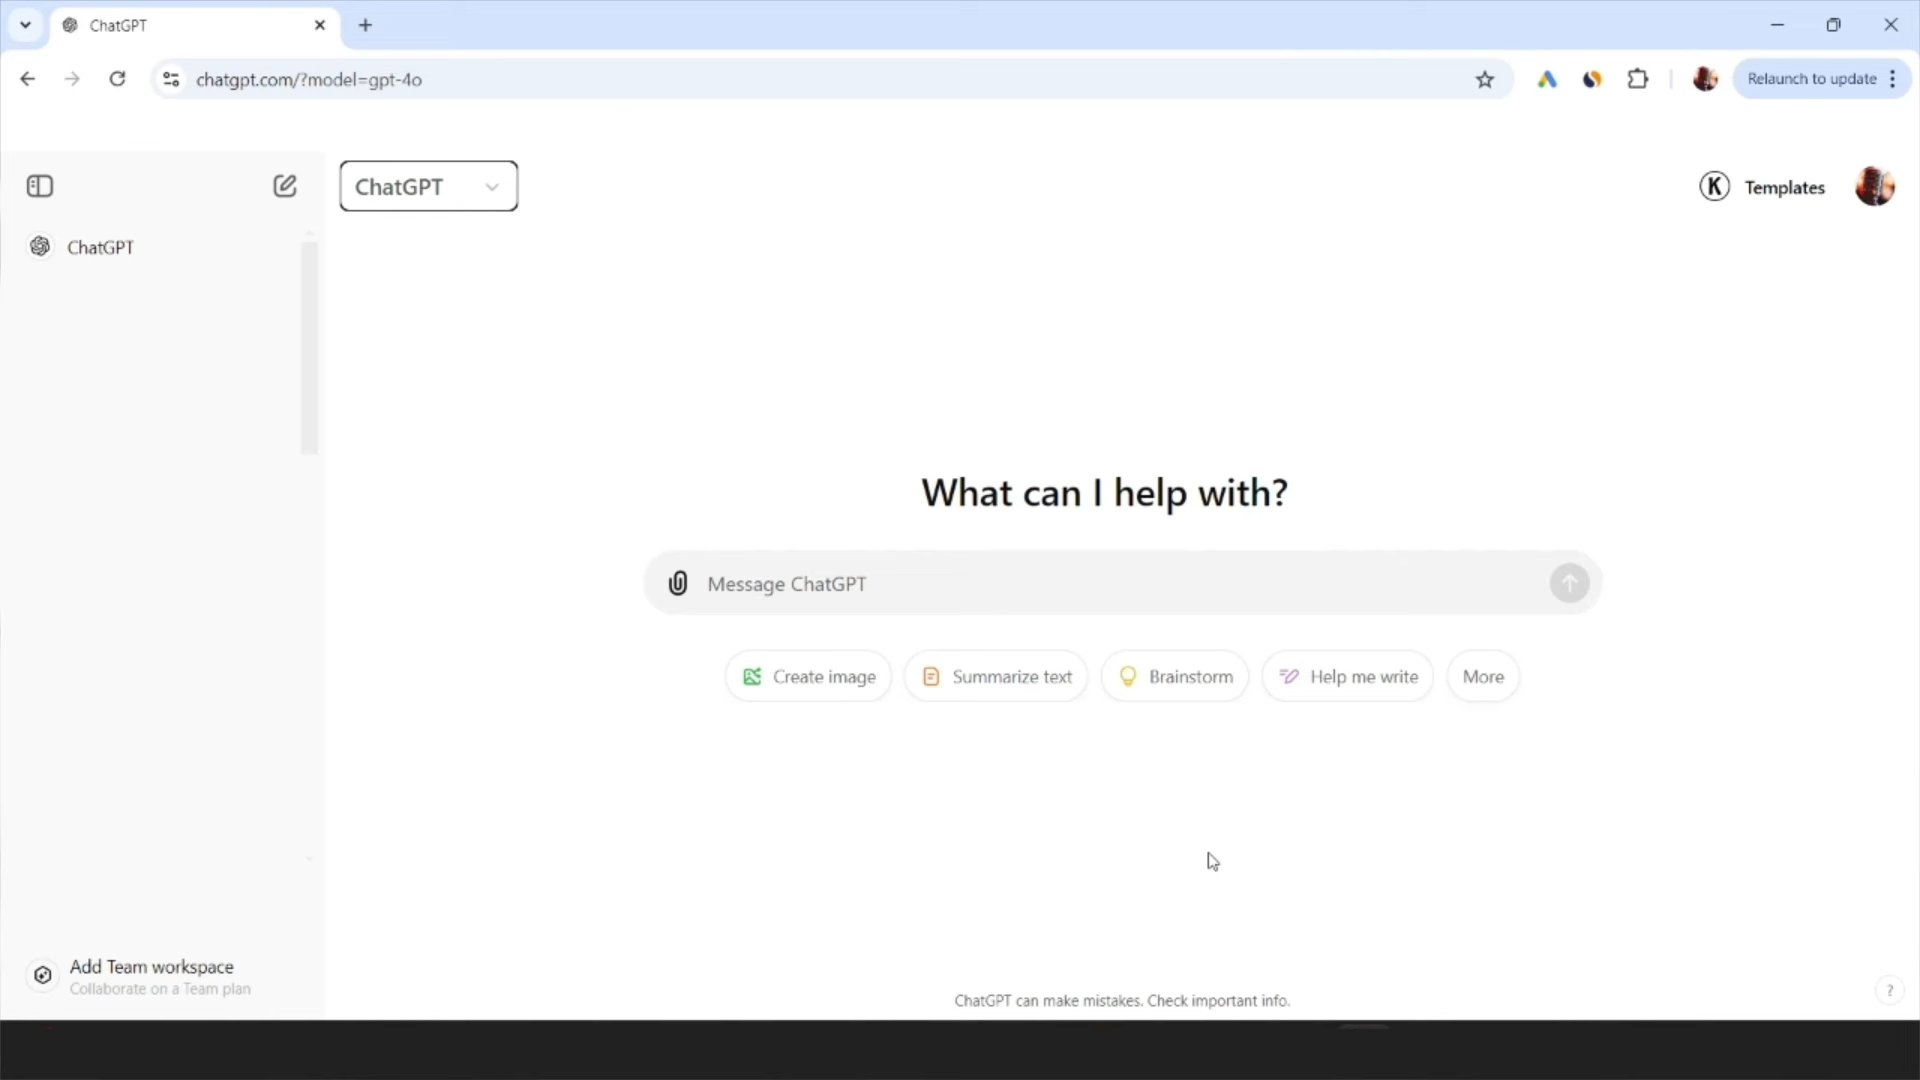 ChatGPT
chatgpt.com/?model=gpt-4o
Relaunch to update
ChatGPT
K
Templates
ChatGPT
What can I help with?
Message ChatGPT
Create image
Summarize text
Brainstorm
Help me write
More
Add Team workspace
Collaborate on a Team plan
ChatGPT can make mistakes. Check important info.
?